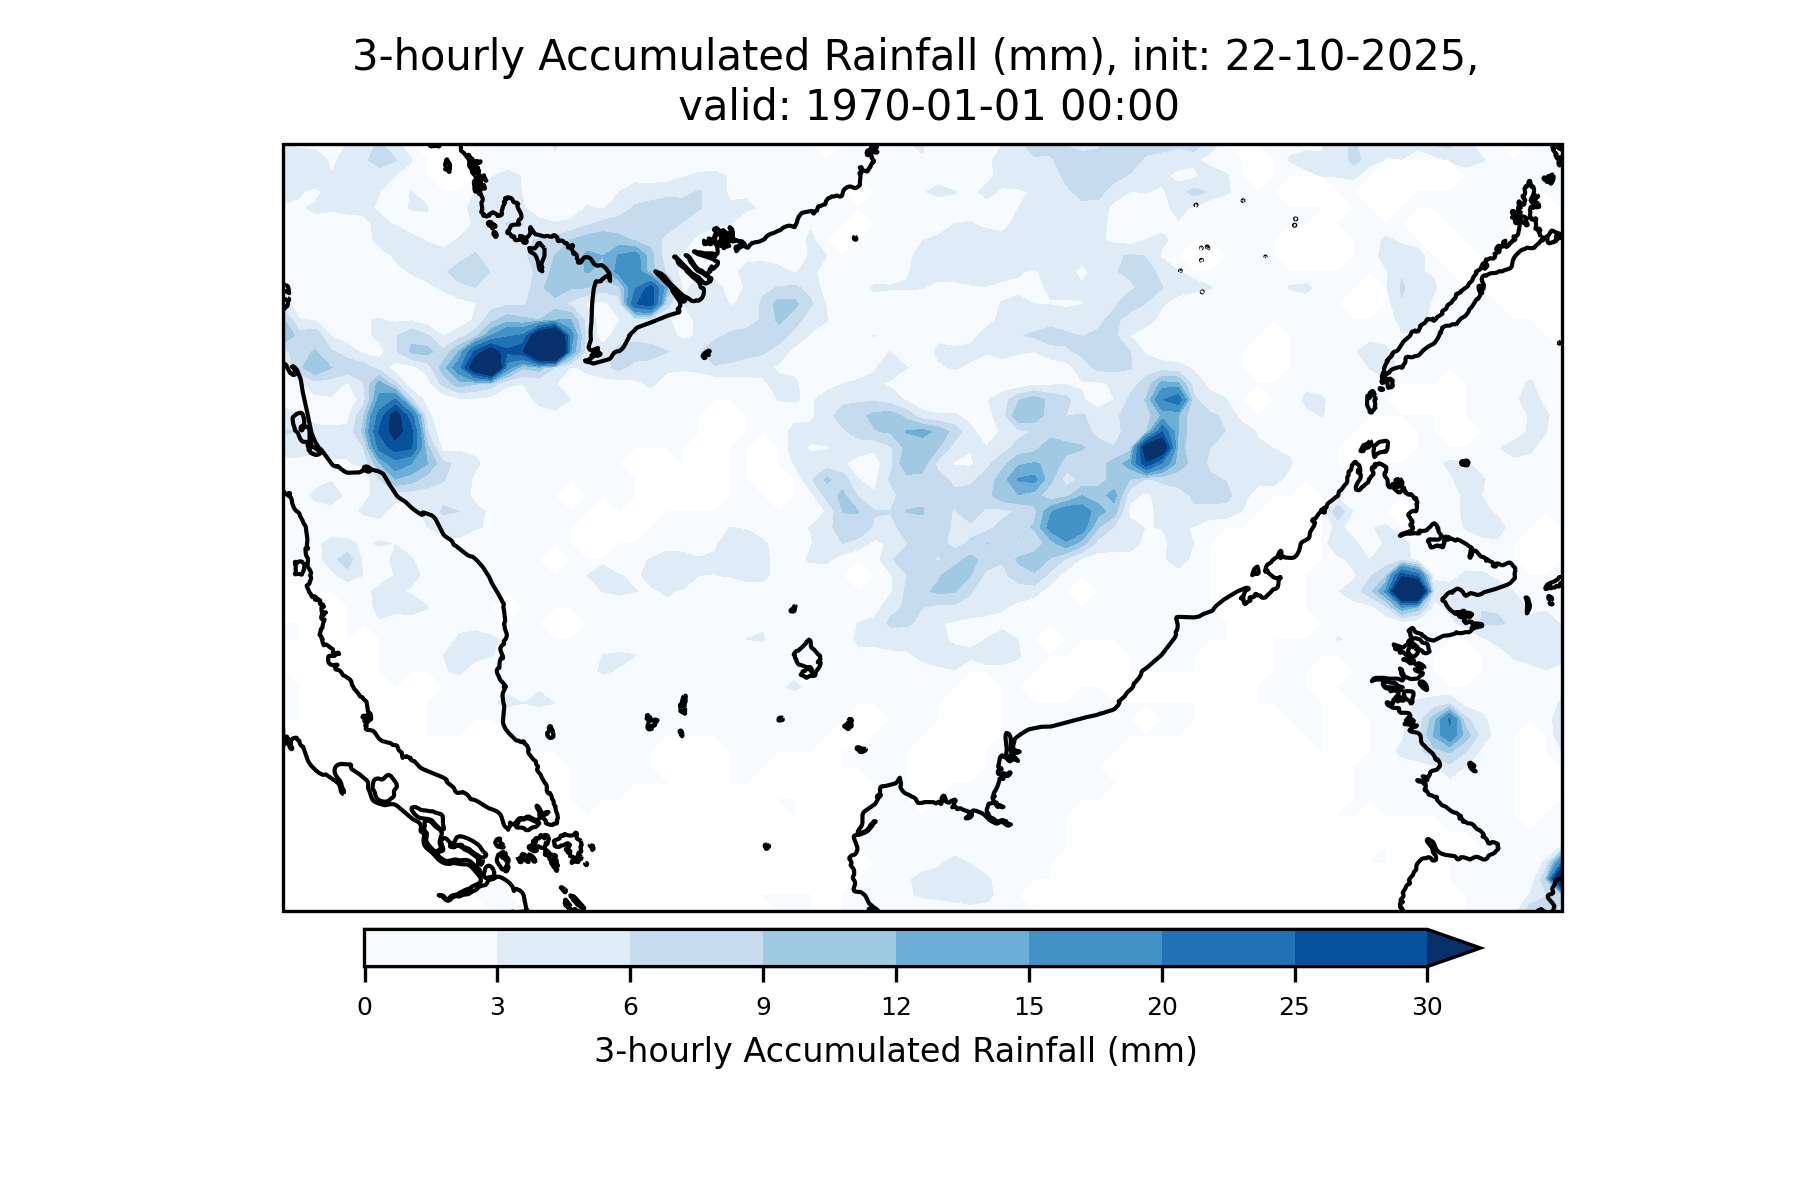 3-hourly Accumulated Rainfall (mm), init: 22-10-2025,
valid: 1970-01-01 00:00
0 3 6 9 12 15 20 25 30
3-hourly Accumulated Rainfall (mm)